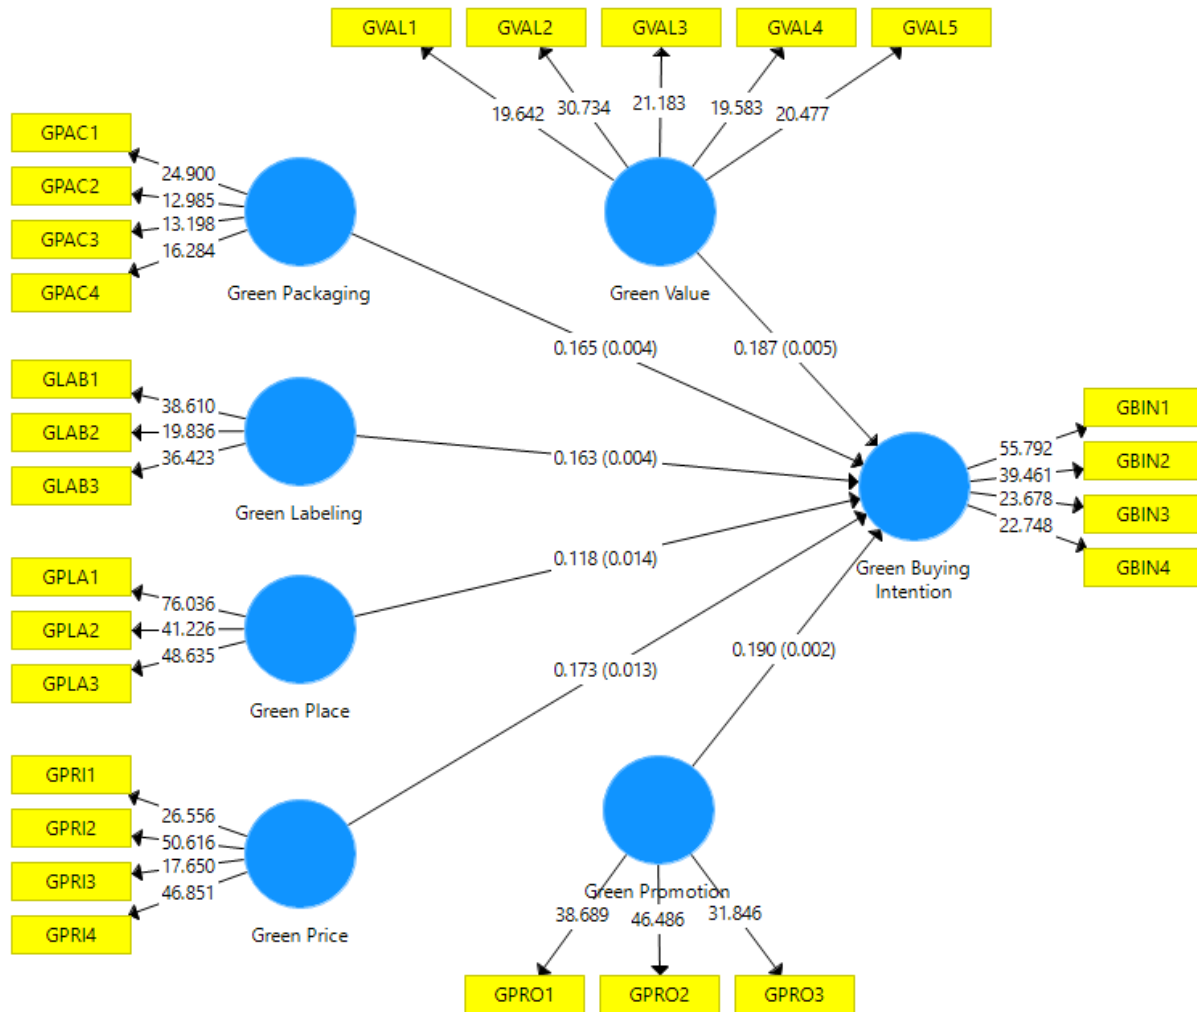 GVAL1 GVAL2 GVAL3 GVAL4 GVAL5
19.642 30.734 21.183 19.583 20.477
GPAC1
GPAC2
GPAC3
GPAC4
24.900
12.985
13.198
16.284
Green Packaging
Green Value
0.165 (0.004)
0.187 (0.005)
GLAB1
GLAB2
GLAB3
38.610
19.836
36.423
Green Labeling
0.163 (0.004)
GBIN1
GBIN2
GBIN3
GBIN4
55.792
39.461
23.678
22.748
Green Buying
Intention
GPLA1
GPLA2
GPLA3
76.036
41.226
48.635
Green Place
0.118 (0.014)
0.173 (0.013)
0.190 (0.002)
GPRI1
GPRI2
GPRI3
GPRI4
26.556
50.616
17.650
46.851
Green Price
Green Promotion
38.689 46.486 31.846
GPRO1 GPRO2 GPRO3